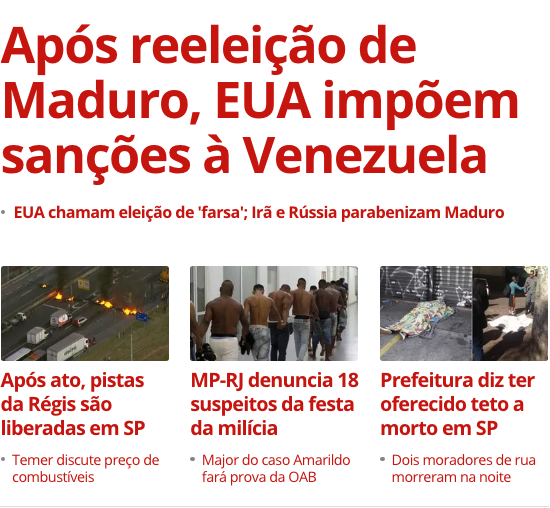 Após reeleição de
Maduro, EUA impõem
sanções à Venezuela
• EUA chamam eleição de 'farsa'; Irã e Rússia parabenizam Maduro
Após ato, pistas
da Régis são
liberadas em SP
• Temer discute preço de
combustíveis
MP-RJ denuncia 18
suspeitos da festa
da milícia
• Major do caso Amarildo
fará prova da OAB
Prefeitura diz ter
oferecido teto a
morto em SP
• Dois moradores de rua
morreram na noite